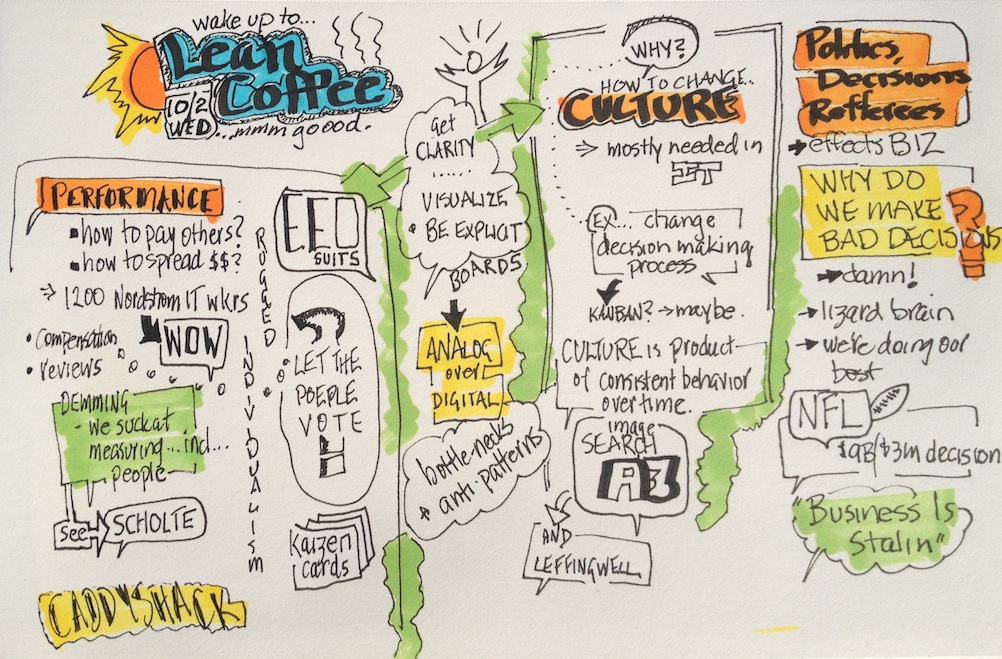 wake up to...
Lean
Coffee
10/2
WED
...mmm good.
PERFORMANCE
▪ how to pay others?
▪ how to spread $$?
⇒ 1200 Nordstrom IT wkrs
WOW
• Compensation
• reviews
DEMMING
- we suck at
measuring...incl...
people
see
SCHOLTE
CADDYSHACK
RUGGED
INDIVIDUALISM
EEO
SUITS
LET THE
POEPLE
VOTE
Kaizen
cards
Get
CLARITY
......
VISUALIZE
• BE EXPLICIT
BOARDS
ANALOG
over
DIGITAL
bottle-necks
& anti-patterns
WHY?
HOW TO CHANGE..
CULTURE
⇒ mostly needed in
IT
EX... change
decision making
process
KANBAN? → maybe.
CULTURE is product
of consistent behavior
overtime.
image
SEARCH
A3
AND
LEFFINGWELL
Politics,
Decisions
Refferees
→ effects BIZ
WHY DO
WE MAKE
BAD DECISIONS
?
→ damn!
→ lizard brain
→ we're doing our
best
NFL
$9B/$3m decision
"Business Is
Stalin"